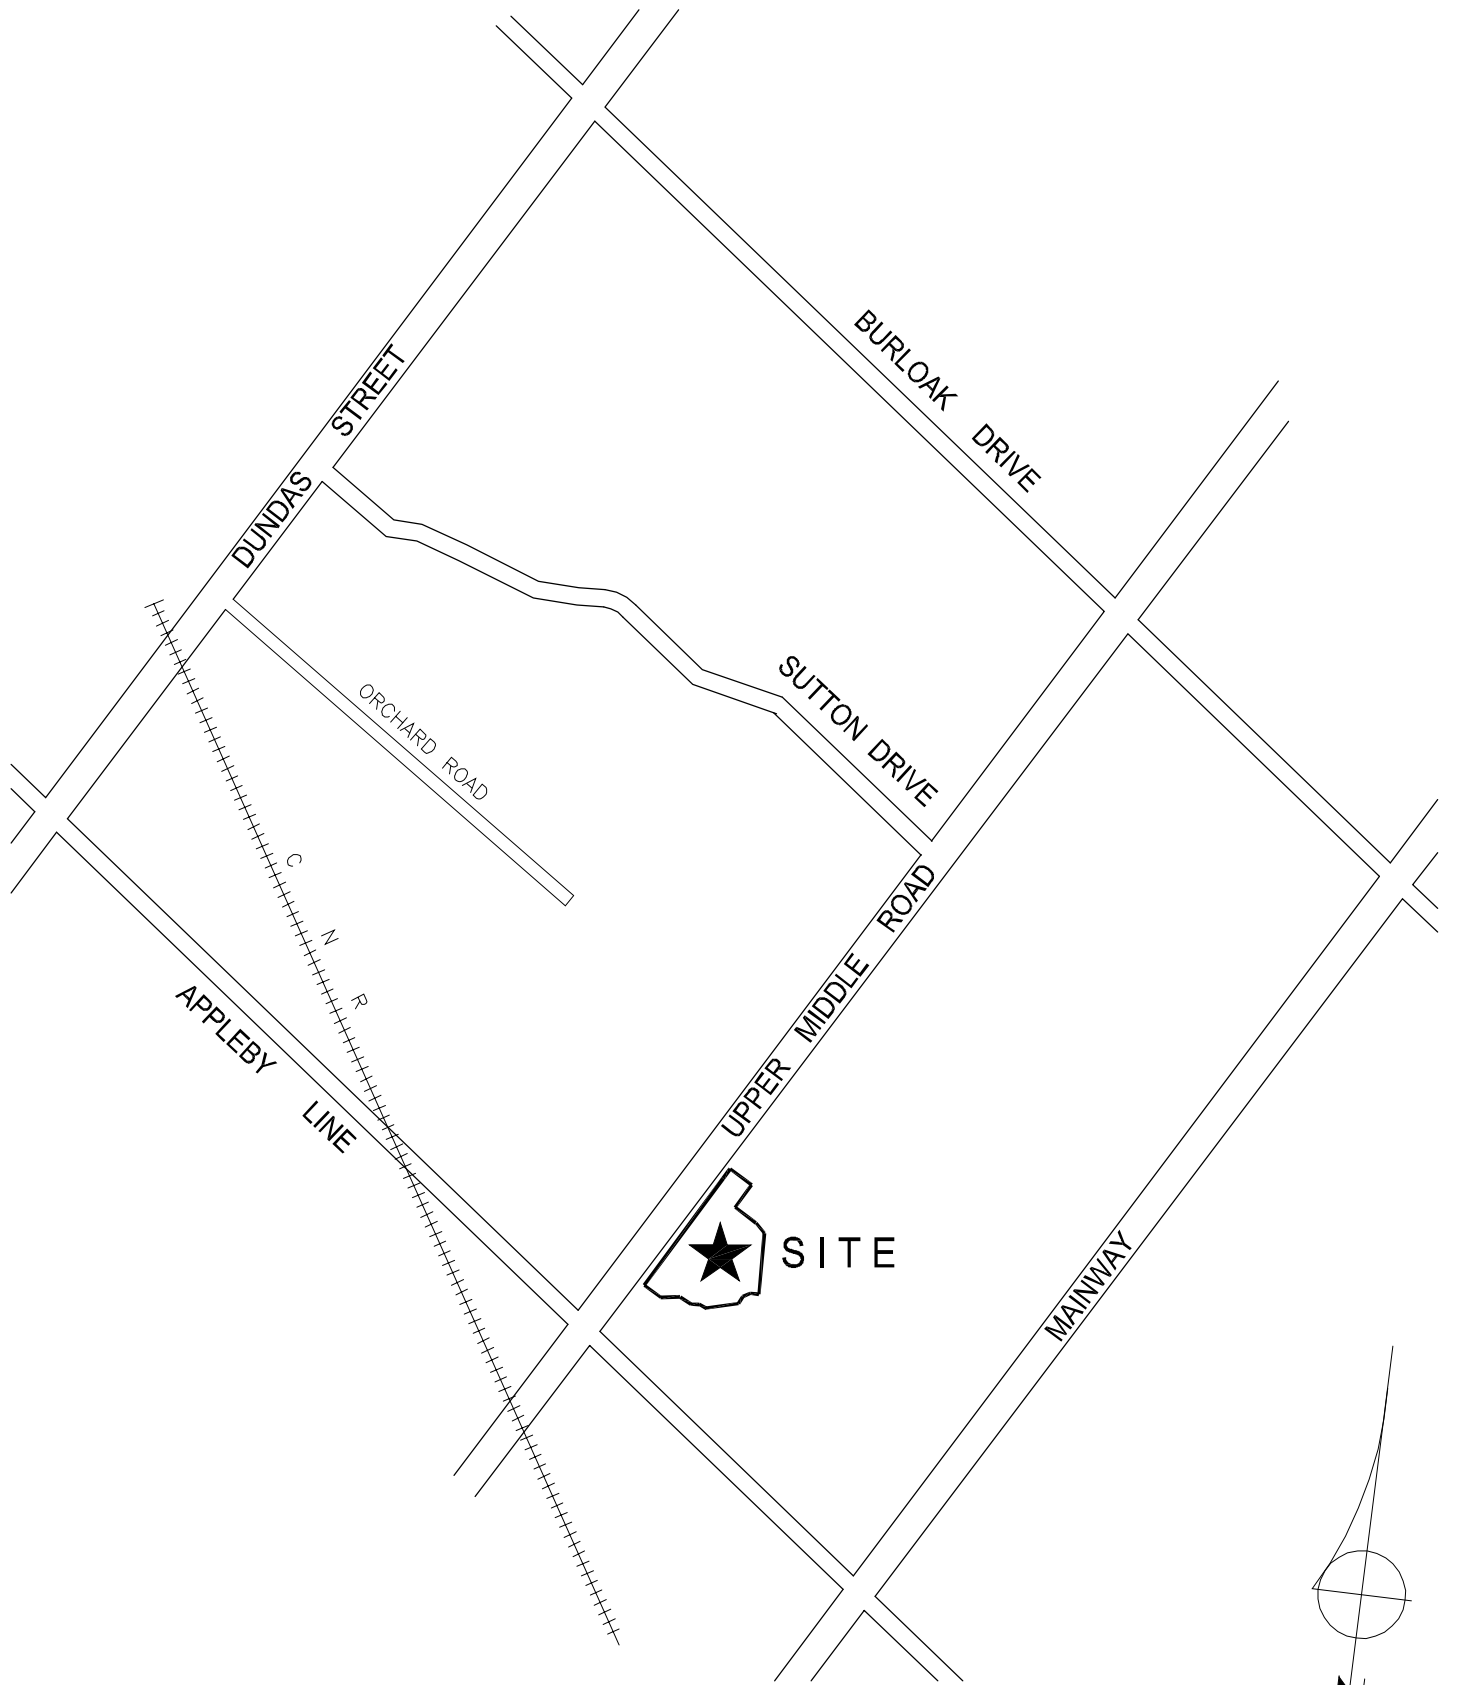 BURLOAK DRIVE
DUNDAS STREET
SUTTON DRIVE
ORCHARD ROAD
C N R
UPPER MIDDLE ROAD
APPLEBY LINE
SITE
MAINWAY